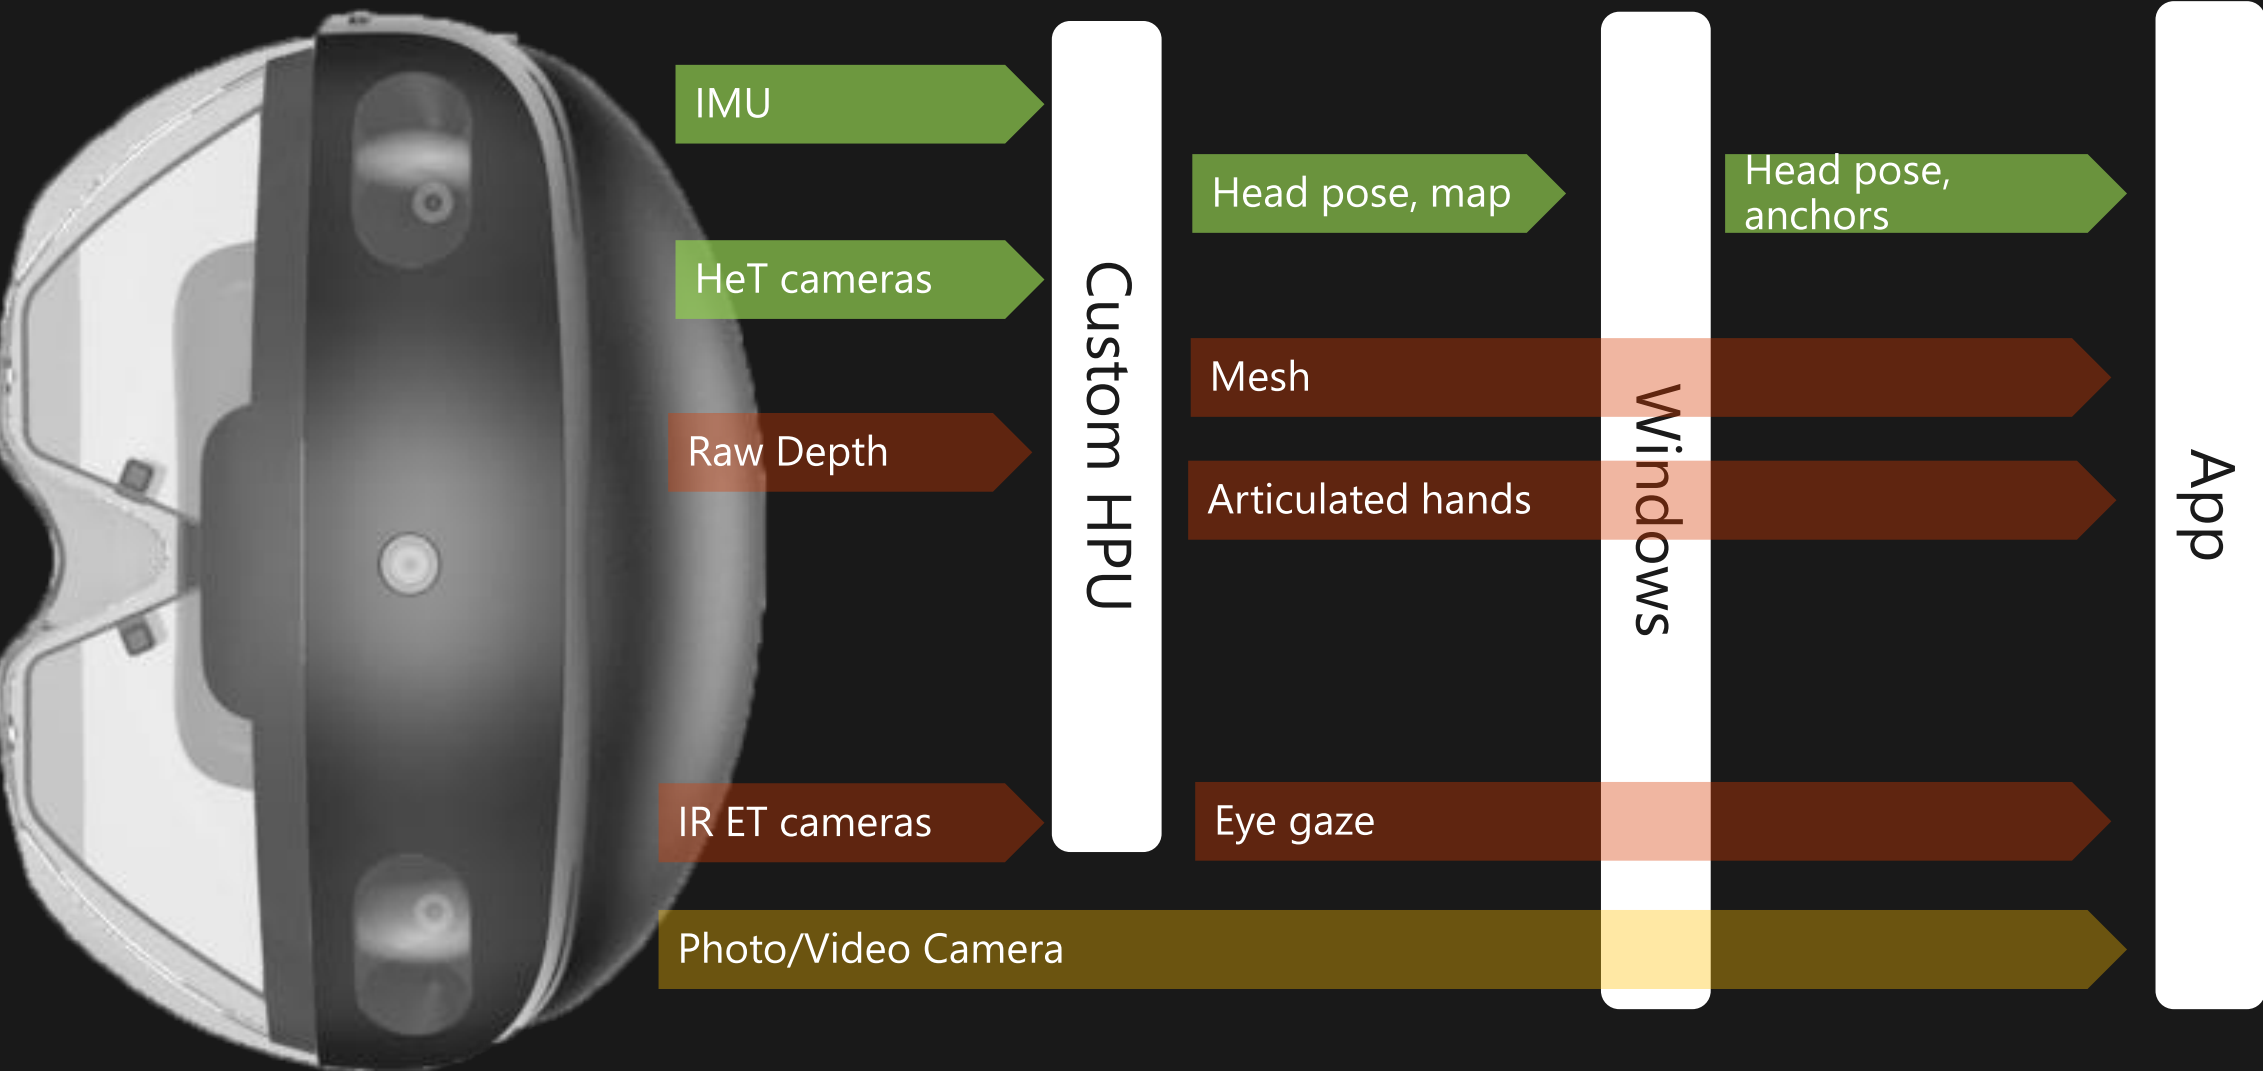 IMU
HeT cameras
Raw Depth
IR ET cameras
Photo/Video Camera
Custom HPU
Head pose, map
Mesh
Articulated hands
Eye gaze
Windows
Head pose,
anchors
App